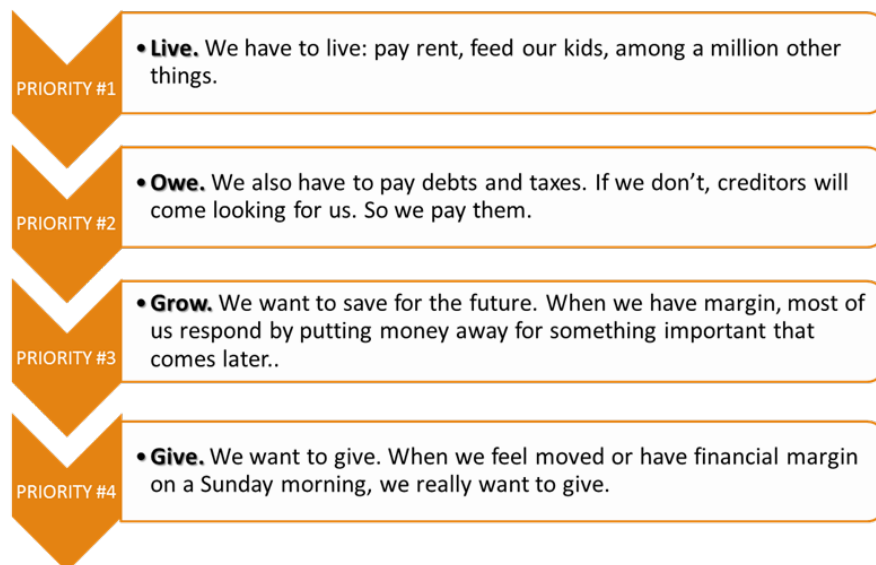 PRIORITY #1
• Live. We have to live: pay rent, feed our kids, among a million other
things.
PRIORITY #2
• Owe. We also have to pay debts and taxes. If we don’t, creditors will
come looking for us. So we pay them.
PRIORITY #3
• Grow. We want to save for the future. When we have margin, most of
us respond by putting money away for something important that
comes later..
PRIORITY #4
• Give. We want to give. When we feel moved or have financial margin
on a Sunday morning, we really want to give.